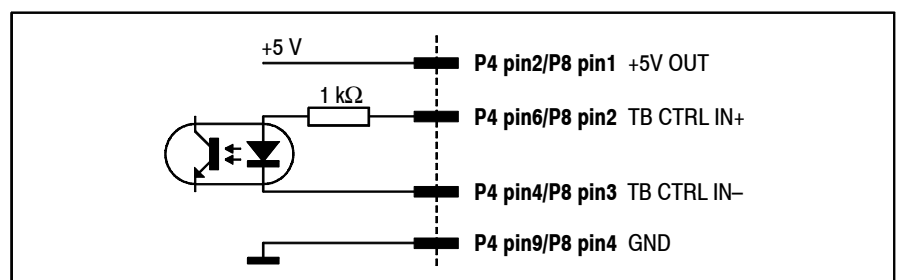 +5 V
P4 pin2/P8 pin1 +5V OUT
1 kΩ
P4 pin6/P8 pin2 TB CTRL IN+
P4 pin4/P8 pin3 TB CTRL IN–
P4 pin9/P8 pin4 GND